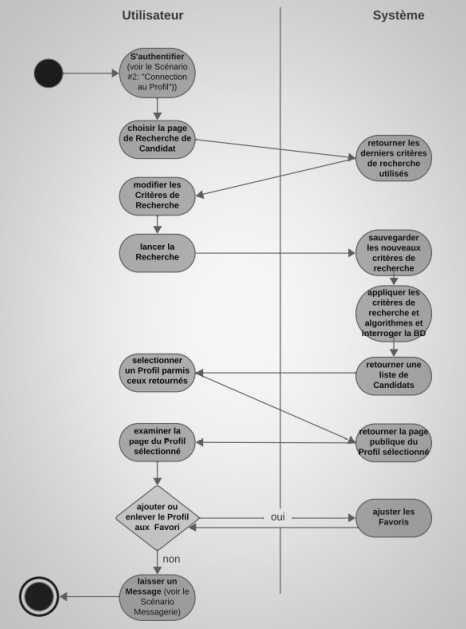 Utilisateur
Système
S'authentifier
(voir le Scénario
#2: "Connection
au Profil"))
choisir la page
de Recherche de
Candidat
retourner les
derniers critères
de recherche
utilisés
modifier les
Critères de
Recherche
lancer la
Recherche
sauvegarder
les nouveaux
critères de
recherche
appliquer les
critères de
recherche et
algorithmes et
interroger la BD
selectionner
un Profil parmis
ceux retournés
retourner une
liste de
Candidats
examiner la
page du Profil
sélectionné
retourner la page
publique du
Profil sélectionné
ajouter ou
enlever le Profil
aux Favori
oui
ajuster les
Favoris
non
laisser un
Message (voir le
Scénario
Messagerie)